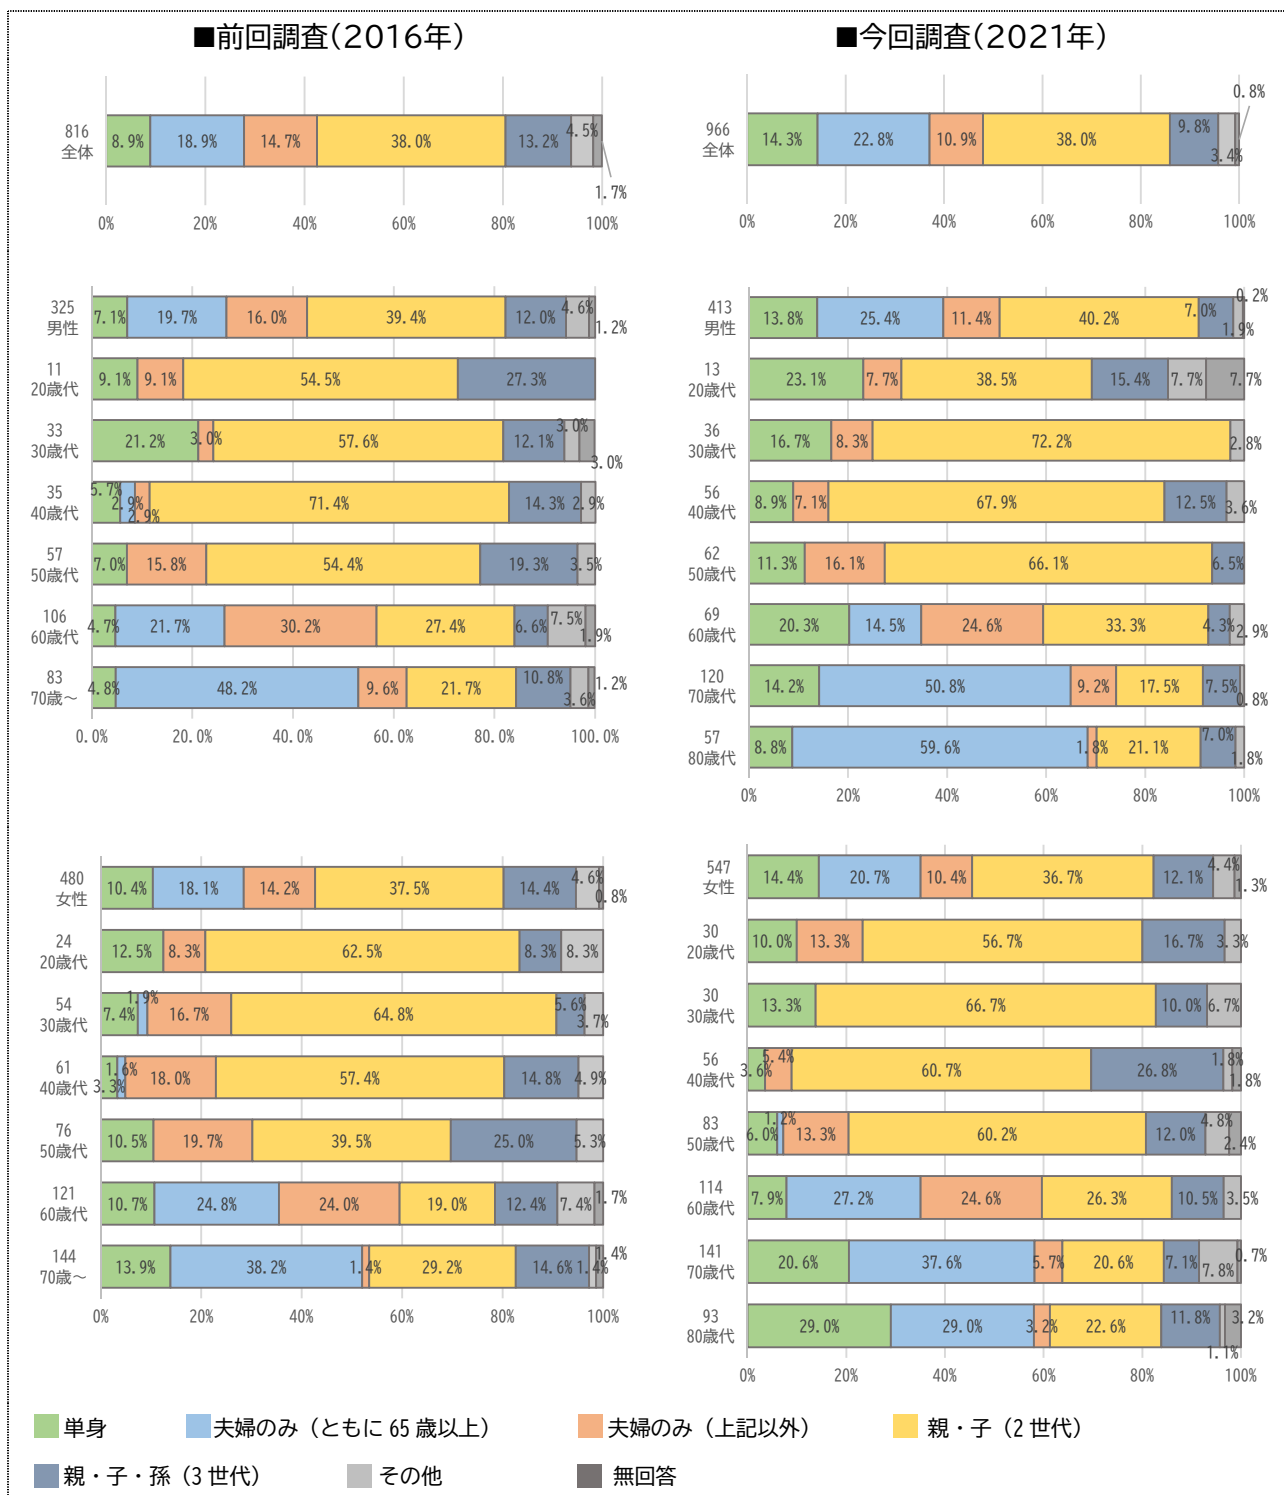 ■前回調査(2016年)
816
全体
8.9% 18.9% 14.7% 38.0% 13.2% 4.5%
1.7%
0% 20% 40% 60% 80% 100%
325
男性
7.1% 19.7% 16.0% 39.4% 12.0% 4.6% 1.2%
11
20歳代
9.1% 9.1% 54.5% 27.3%
33
30歳代
21.2% 3.0% 57.6% 12.1% 3.0% 3.0%
35
40歳代
5.7% 2.9% 2.9% 71.4% 14.3% 2.9%
57
50歳代
7.0% 15.8% 54.4% 19.3% 3.5%
106
60歳代
4.7% 21.7% 30.2% 27.4% 6.6% 7.5% 1.9%
83
70歳～
4.8% 48.2% 9.6% 21.7% 10.8% 3.6% 1.2%
0.0% 20.0% 40.0% 60.0% 80.0% 100.0%
480
女性
10.4% 18.1% 14.2% 37.5% 14.4% 4.6% 0.8%
24
20歳代
12.5% 8.3% 62.5% 8.3% 8.3%
54
30歳代
7.4% 1.9% 16.7% 64.8% 5.6% 3.7%
61
40歳代
3.3% 1.6% 18.0% 57.4% 14.8% 4.9%
76
50歳代
10.5% 19.7% 39.5% 25.0% 5.3%
121
60歳代
10.7% 24.8% 24.0% 19.0% 12.4% 7.4% 1.7%
144
70歳～
13.9% 38.2% 1.4% 29.2% 14.6% 1.4% 1.4%
0% 20% 40% 60% 80% 100%
■今回調査(2021年)
0.8%
966
全体
14.3% 22.8% 10.9% 38.0% 9.8% 3.4%
0% 20% 40% 60% 80% 100%
413
男性
13.8% 25.4% 11.4% 40.2% 7.0% 1.9% 0.2%
13
20歳代
23.1% 7.7% 38.5% 15.4% 7.7% 7.7%
36
30歳代
16.7% 8.3% 72.2% 2.8%
56
40歳代
8.9% 7.1% 67.9% 12.5% 3.6%
62
50歳代
11.3% 16.1% 66.1% 6.5%
69
60歳代
20.3% 14.5% 24.6% 33.3% 4.3% 2.9%
120
70歳代
14.2% 50.8% 9.2% 17.5% 7.5% 0.8%
57
80歳代
8.8% 59.6% 1.8% 21.1% 7.0% 1.8%
0% 20% 40% 60% 80% 100%
547
女性
14.4% 20.7% 10.4% 36.7% 12.1% 4.4% 1.3%
30
20歳代
10.0% 13.3% 56.7% 16.7% 3.3%
30
30歳代
13.3% 66.7% 10.0% 6.7%
56
40歳代
3.6% 5.4% 60.7% 26.8% 1.8% 1.8%
83
50歳代
6.0% 1.2% 13.3% 60.2% 12.0% 4.8% 2.4%
114
60歳代
7.9% 27.2% 24.6% 26.3% 10.5% 3.5%
141
70歳代
20.6% 37.6% 5.7% 20.6% 7.1% 7.8% 0.7%
93
80歳代
29.0% 29.0% 3.2% 22.6% 11.8% 1.1% 3.2%
0% 20% 40% 60% 80% 100%
単身 夫婦のみ（ともに 65 歳以上） 夫婦のみ（上記以外） 親・子（2 世代）
親・子・孫（3 世代） その他 無回答